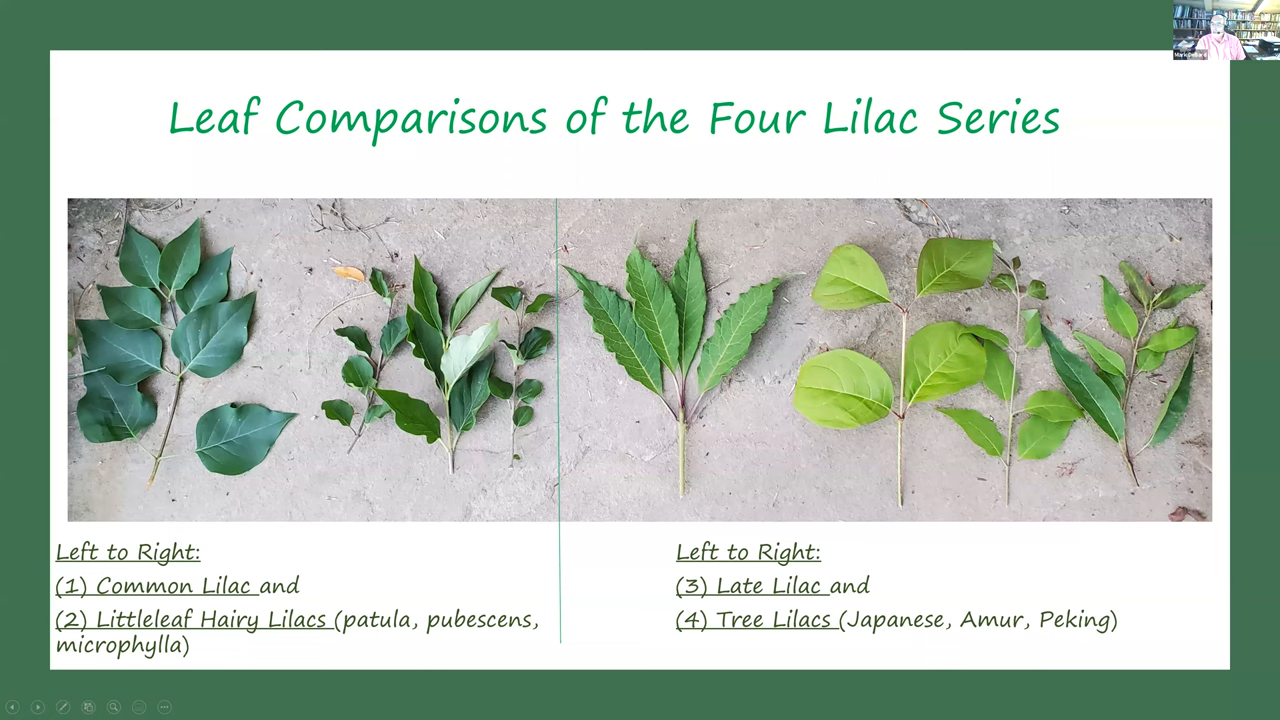 Leaf Comparisons of the Four Lilac Series
Left to Right:
(1) Common Lilac and
(2) Littleleaf Hairy Lilacs (patula, pubescens,
microphylla)
Left to Right:
(3) Late Lilac and
(4) Tree Lilacs (Japanese, Amur, Peking)